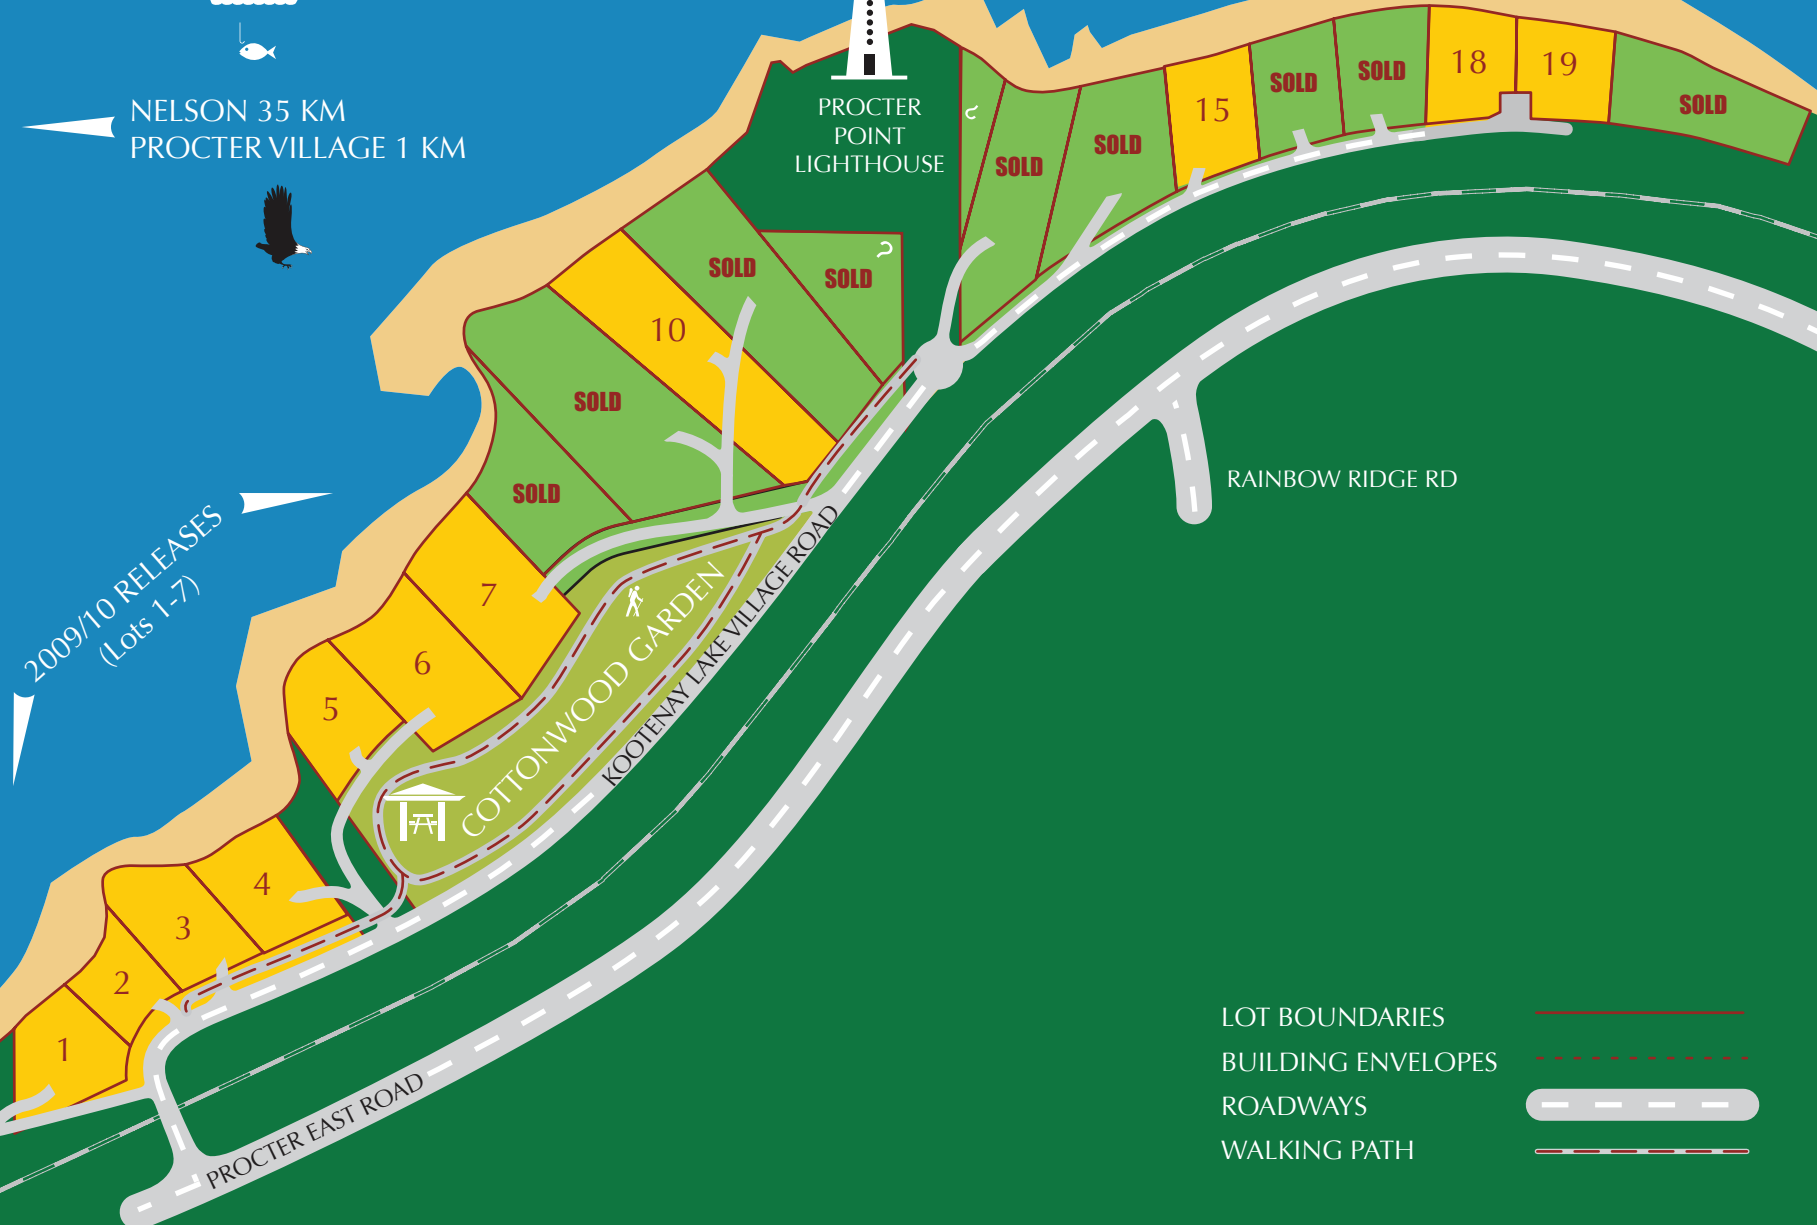 NELSON 35 KM
PROCTER VILLAGE 1 KM
PROCTER
POINT
LIGHTHOUSE
SOLD
SOLD
15
SOLD
SOLD
18
19
SOLD
SOLD
SOLD
10
SOLD
SOLD
7
6
5
4
3
2
1
2009/10 RELEASES
(Lots 1-7)
COTTONWOOD GARDEN
KOOTENAY LAKE VILLAGE ROAD
RAINBOW RIDGE RD
PROCTER EAST ROAD
LOT BOUNDARIES
BUILDING ENVELOPES
ROADWAYS
WALKING PATH